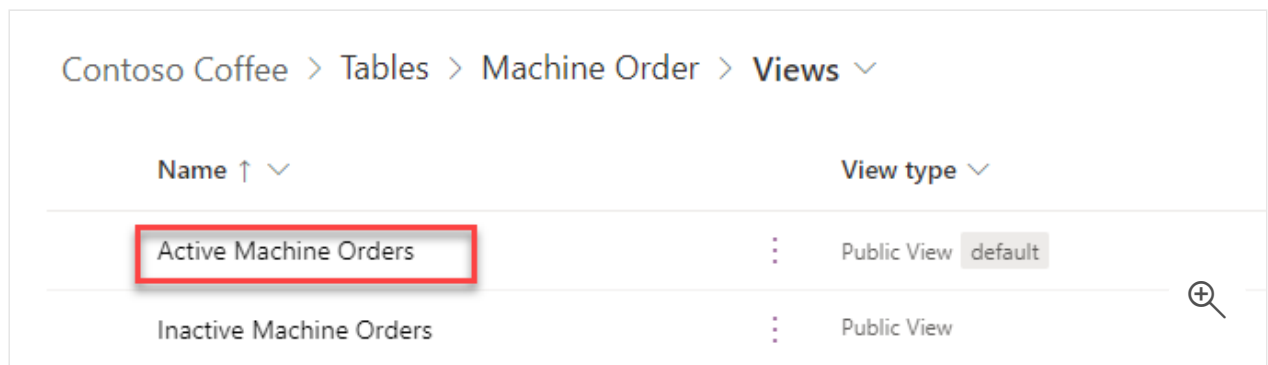 Contoso Coffee > Tables > Machine Order > Views
Name ↑ View type
Active Machine Orders Public View default
Inactive Machine Orders Public View